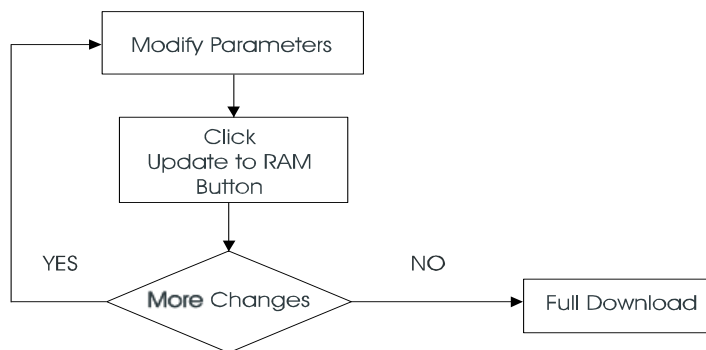 Modify Parameters
Click
Update to RAM
Button
YES
NO
More Changes
Full Download